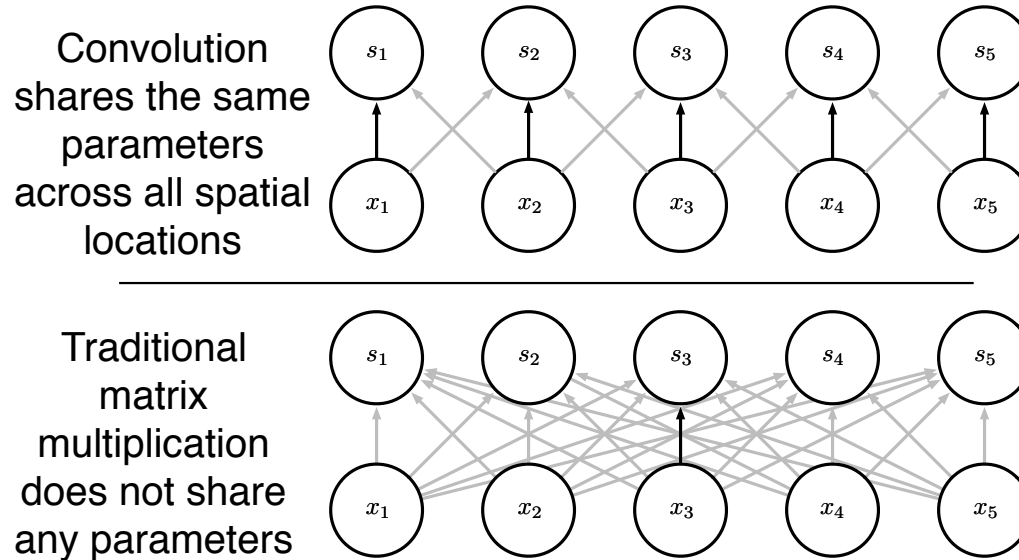 Convolution
shares the same
parameters
across all spatial
locations
s₁ s₂ s₃ s₄ s₅
x₁ x₂ x₃ x₄ x₅
Traditional
matrix
multiplication
does not share
any parameters
s₁ s₂ s₃ s₄ s₅
x₁ x₂ x₃ x₄ x₅